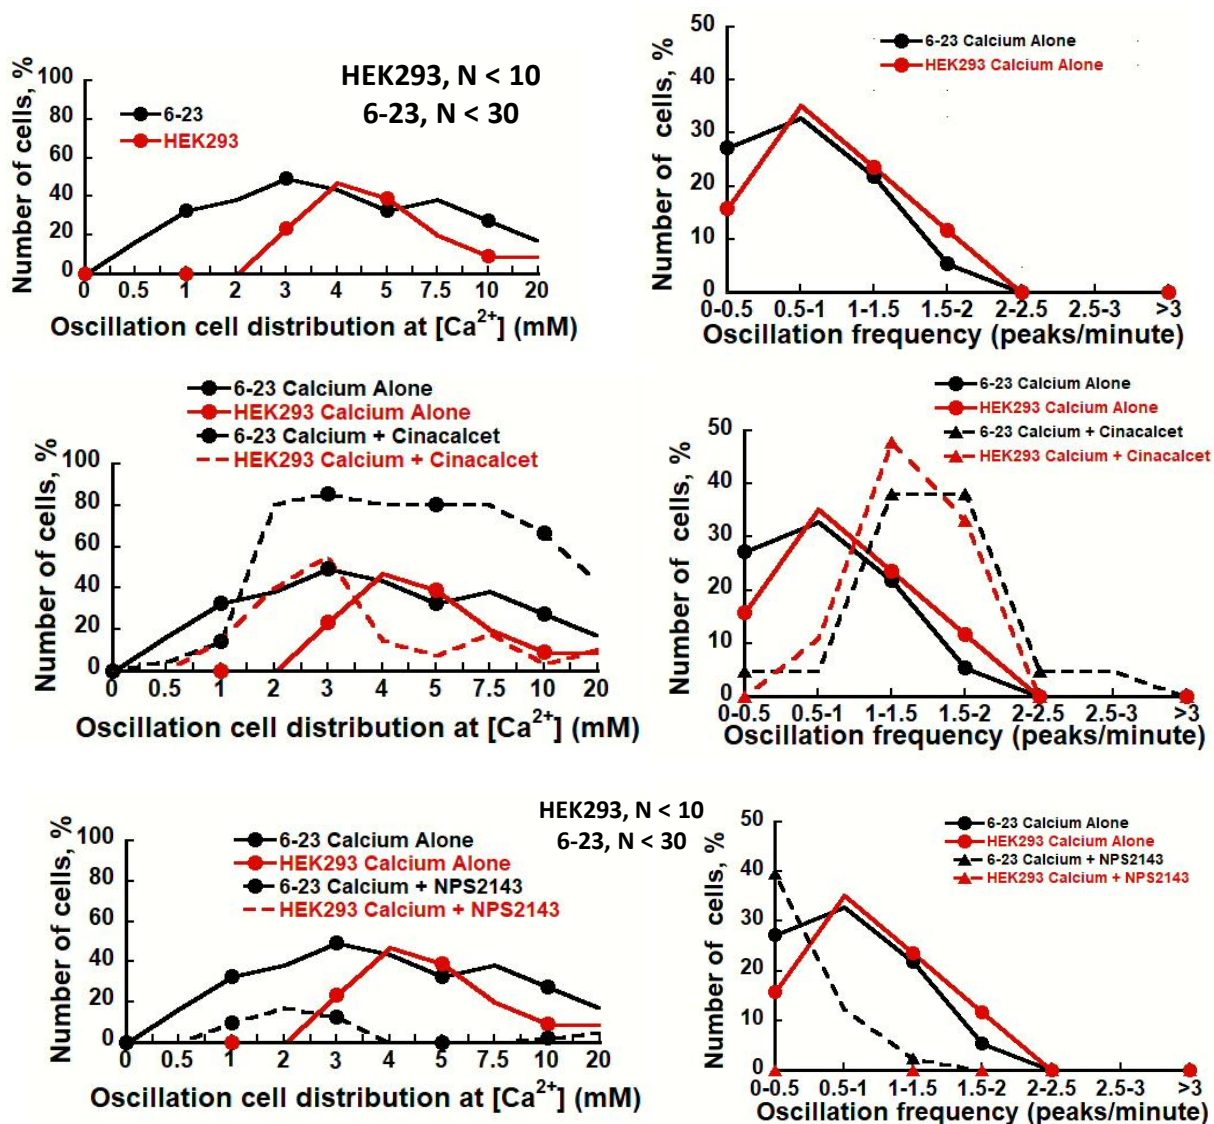 HEK293, N < 10
6-23, N < 30
6-23
HEK293
Number of cells, %
100
80
60
40
20
0
0 0.5 1 2 3 4 5 7.5 10 20
Oscillation cell distribution at [Ca2+] (mM)
6-23 Calcium Alone
HEK293 Calcium Alone
Number of cells, %
50
40
30
20
10
0
0-0.5 0.5-1 1-1.5 1.5-2 2-2.5 2.5-3 >3
Oscillation frequency (peaks/minute)
6-23 Calcium Alone
HEK293 Calcium Alone
6-23 Calcium + Cinacalcet
HEK293 Calcium + Cinacalcet
Number of cells, %
100
80
60
40
20
0
0 0.5 1 2 3 4 5 7.5 10 20
Oscillation cell distribution at [Ca2+] (mM)
6-23 Calcium Alone
HEK293 Calcium Alone
6-23 Calcium + Cinacalcet
HEK293 Calcium + Cinacalcet
Number of cells, %
50
40
30
20
10
0
0-0.5 0.5-1 1-1.5 1.5-2 2-2.5 2.5-3 >3
Oscillation frequency (peaks/minute)
HEK293, N < 10
6-23, N < 30
6-23 Calcium Alone
HEK293 Calcium Alone
6-23 Calcium + NPS2143
HEK293 Calcium + NPS2143
Number of cells, %
100
80
60
40
20
0
0 0.5 1 2 3 4 5 7.5 10 20
Oscillation cell distribution at [Ca2+] (mM)
6-23 Calcium Alone
HEK293 Calcium Alone
6-23 Calcium + NPS2143
HEK293 Calcium + NPS2143
Number of cells, %
50
40
30
20
10
0
0-0.5 0.5-1 1-1.5 1.5-2 2-2.5 2.5-3 >3
Oscillation frequency (peaks/minute)